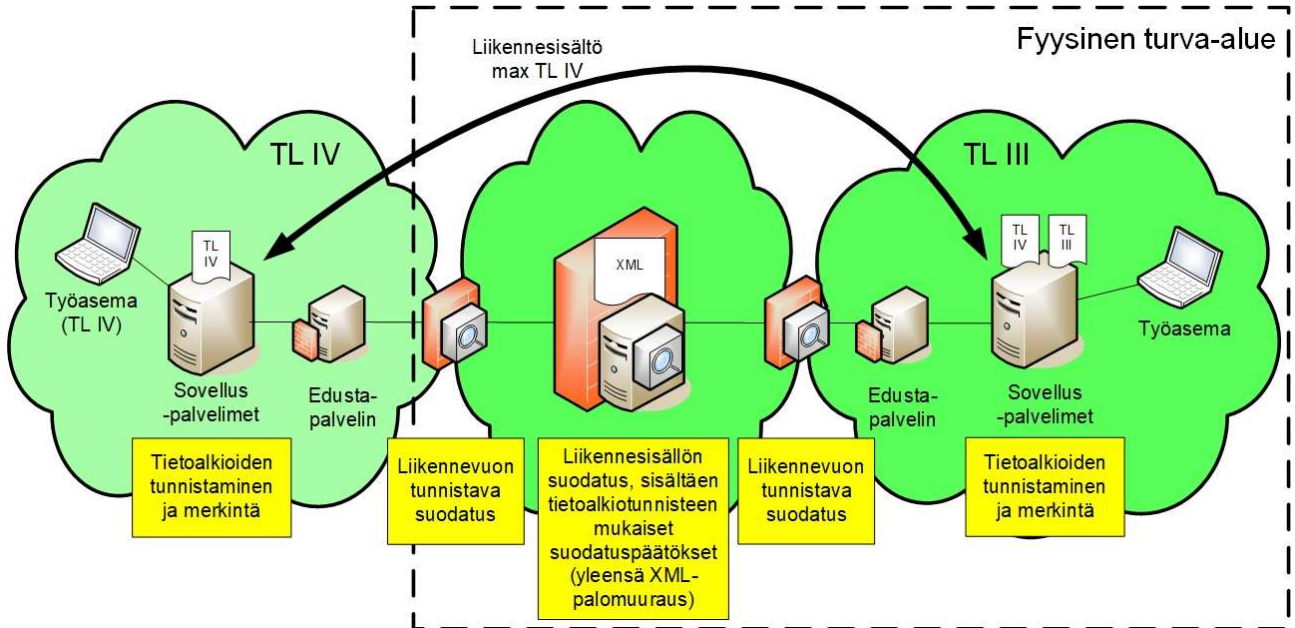 Fyysinen turva-alue
Liikennesisältö
max TL IV
TL IV
TL III
TL
IV
XML
TL
IV
TL
III
Työasema
(TL IV)
Sovellus
-palvelimet
Edusta-
palvelin
Edusta-
palvelin
Sovellus
-palvelimet
Työasema
Tietoalkioiden
tunnistaminen
ja merkintä
Liikennevuon
tunnistava
suodatus
Liikennesisällön
suodatus, sisältäen
tietoalkiotunnisteen
mukaiset
suodatuspäätökset
(yleensä XML-
palomuuraus)
Liikennevuon
tunnistava
suodatus
Tietoalkioiden
tunnistaminen
ja merkintä